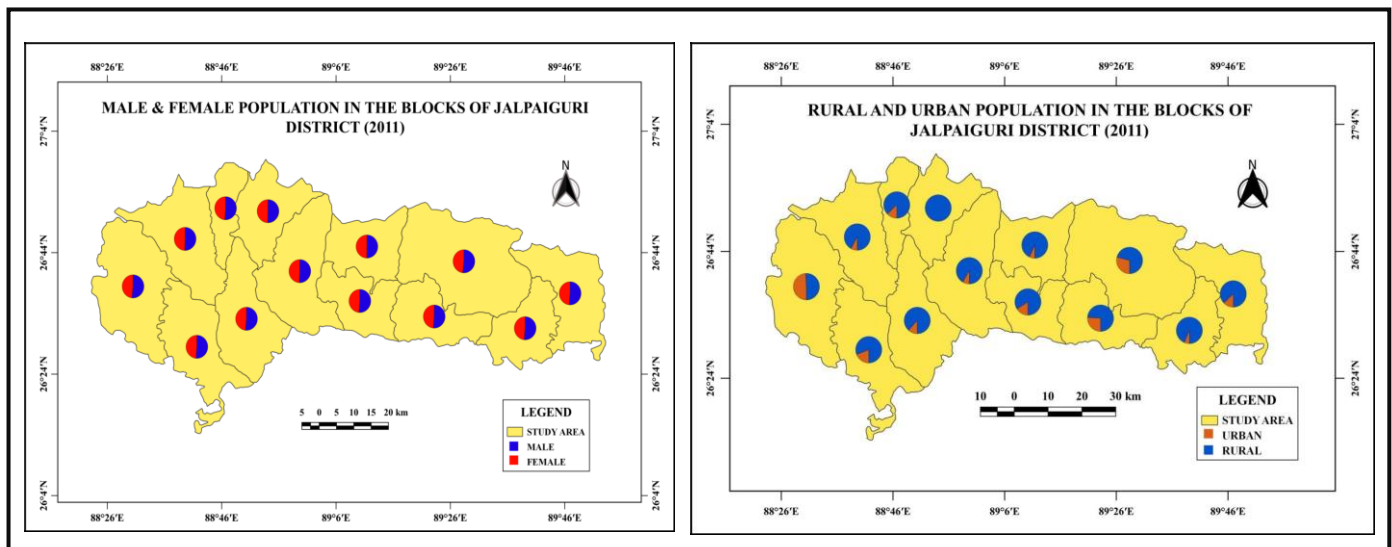 88°26'E 88°46'E 89°6'E 89°26'E 89°46'E
MALE & FEMALE POPULATION IN THE BLOCKS OF JALPAIGURI
DISTRICT (2011)
27°4'N 27°4'N
N
26°44'N 26°44'N
26°24'N 26°24'N
5 0 5 10 15 20 km
LEGEND
STUDY AREA
MALE
FEMALE
26°4'N 26°4'N
88°26'E 88°46'E 89°6'E 89°26'E 89°46'E
88°26'E 88°46'E 89°6'E 89°26'E 89°46'E
RURAL AND URBAN POPULATION IN THE BLOCKS OF
JALPAIGURI DISTRICT (2011)
27°4'N 27°4'N
N
26°44'N 26°44'N
26°24'N 26°24'N
10 0 10 20 30 km
LEGEND
STUDY AREA
URBAN
RURAL
88°26'E 88°46'E 89°6'E 89°26'E 89°46'E